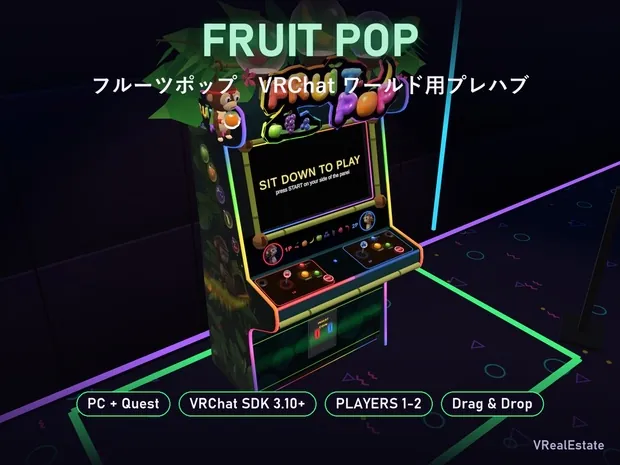 FRUIT POP
フルーツポップ VRChat ワールド用プレハブ
FRUIT
POP
SIT DOWN TO PLAY
press START on your side of the panel
1P
2P
PC + Quest
VRChat SDK 3.10+
PLAYERS 1-2
Drag & Drop
VRealEstate